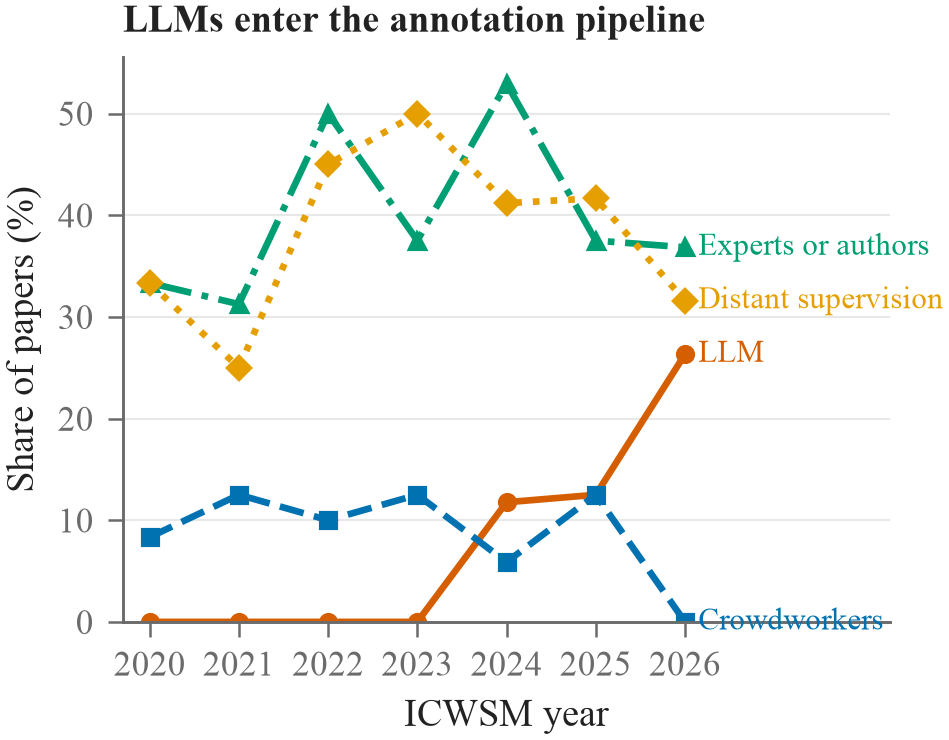 LLMs enter the annotation pipeline
Share of papers (%)
50
40
30
20
10
0
Experts or authors
Distant supervision
LLM
Crowdworkers
2020 2021 2022 2023 2024 2025 2026
ICWSM year